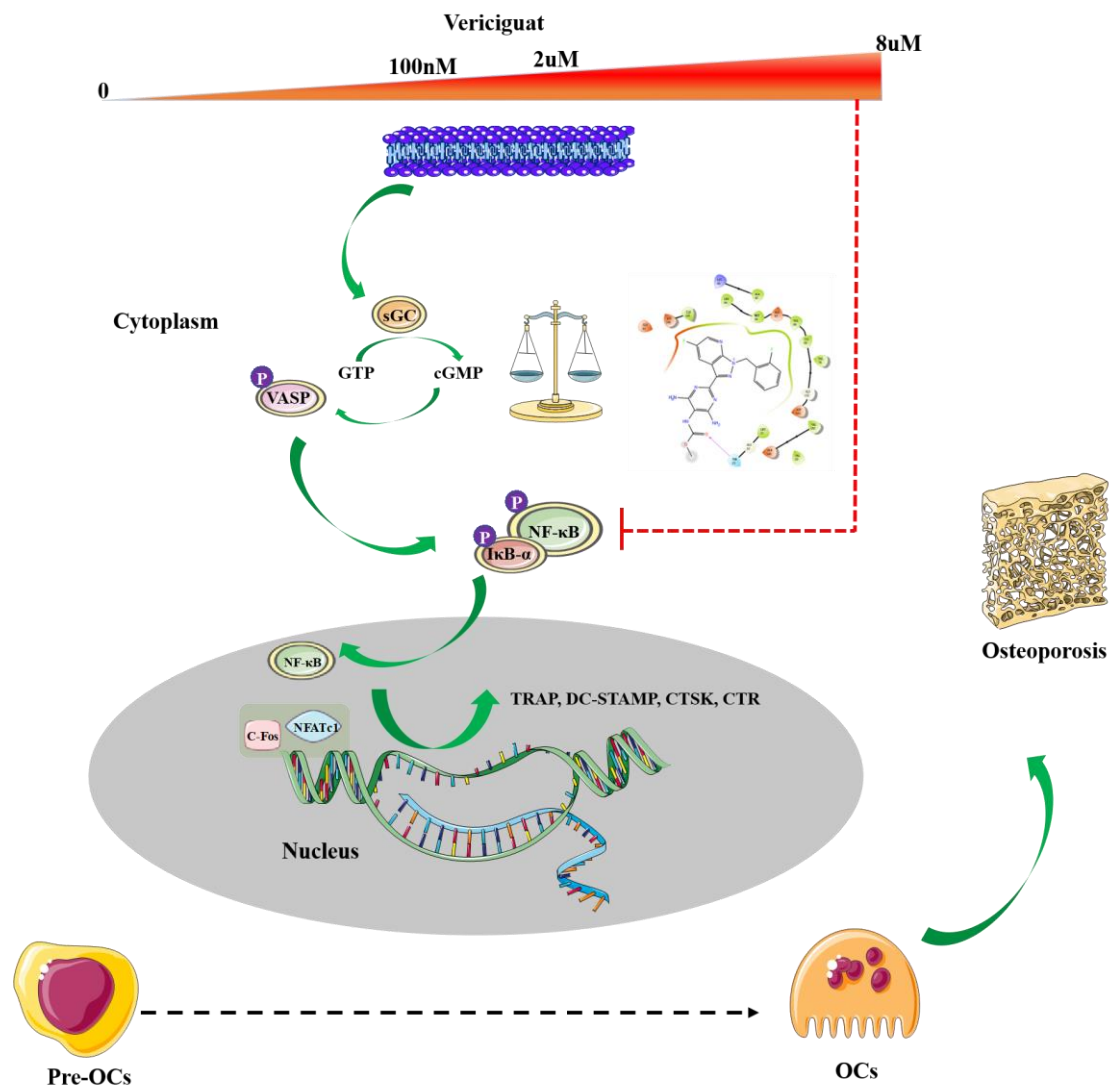 Vericiguat
8uM
2uM
100nM
0
Cytoplasm
sGC
GTP
cGMP
P
VASP
P
NF-κB
P
IκB-α
NF-κB
TRAP, DC-STAMP, CTSK, CTR
C-Fos
NFATc1
Nucleus
Osteoporosis
Pre-OCs
OCs